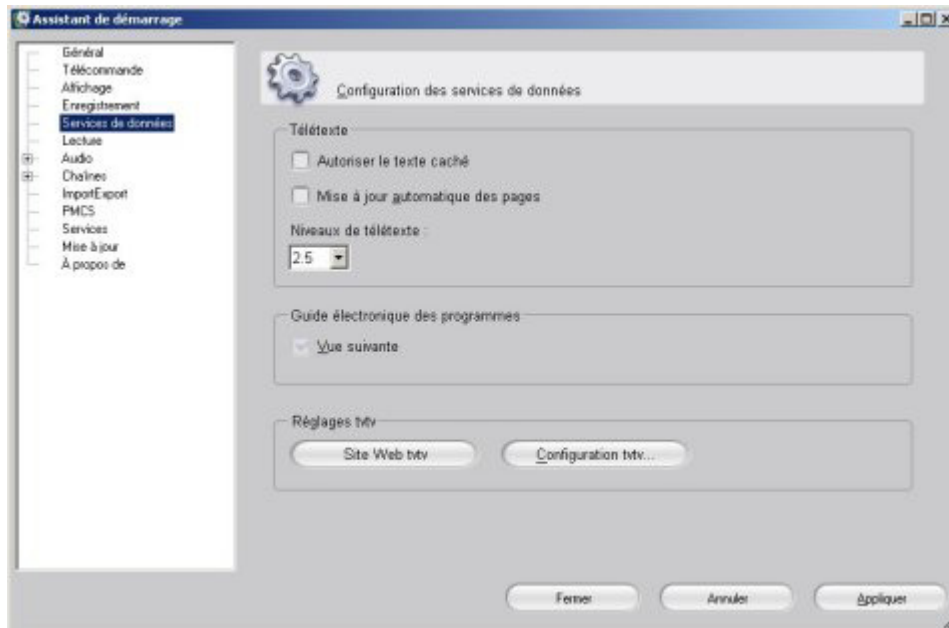 Assistant de démarrage
Général
Télécommande
Affichage
Enregistrement
Services de données
Lecture
Audio
Chaînes
ImportExport
PMCS
Services
Mise à jour
À propos de
Configuration des services de données
Télétexte
Autoriser le texte caché
Mise à jour automatique des pages
Niveaux de télétexte :
2.5
Guide électronique des programmes
Vue suivante
Réglages tvtv
Site Web tvtv
Configuration tvtv...
Fermer
Annuler
Appliquer